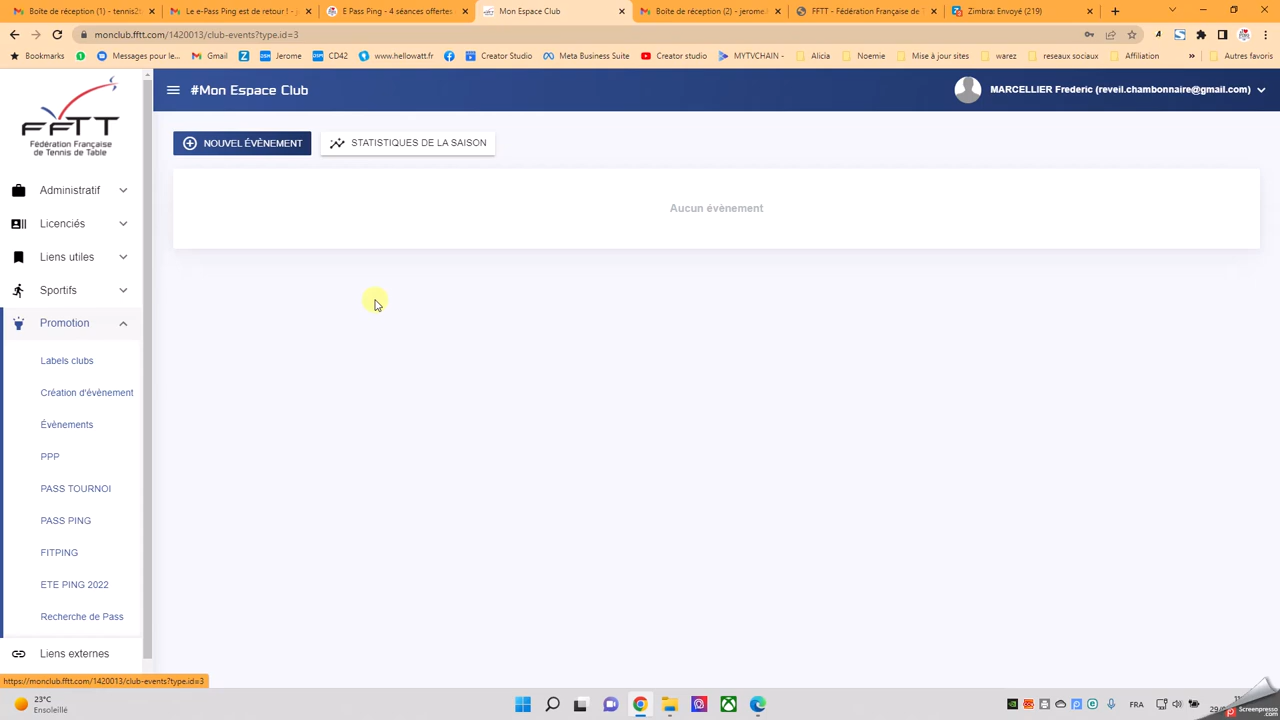 Boîte de réception (1) - tennis2
Le e-Pass Ping est de retour ! - j
E Pass Ping - 4 séances offertes
Mon Espace Club
Boîte de réception (2) - jerome
FFTT - Fédération Française de
Zimbra: Envoyé (219)
monclub.fftt.com/1420013/club-events?type.id=3
Bookmarks
Messages pour le...
Gmail
Jerome
CD42
www.hellowatt.fr
Creator Studio
Meta Business Suite
Creator studio
MYTVCHAIN -
Alicia
Noemie
Mise à jour sites
warez
reseaux sociaux
Affiliation
»
Autres favoris
FFTT
Fédération Française
de Tennis de Table
#Mon Espace Club
MARCELLIER Frederic (reveil.chambonnaire@gmail.com)
NOUVEL ÉVÈNEMENT
STATISTIQUES DE LA SAISON
Aucun évènement
Administratif
Licenciés
Liens utiles
Sportifs
Promotion
Labels clubs
Création d'évènement
Évènements
PPP
PASS TOURNOI
PASS PING
FITPING
ETE PING 2022
Recherche de Pass
Liens externes
https://monclub.fftt.com/1420013/club-events?type.id=3
23°C
Ensoleillé
FRA
Screenpresso
.com